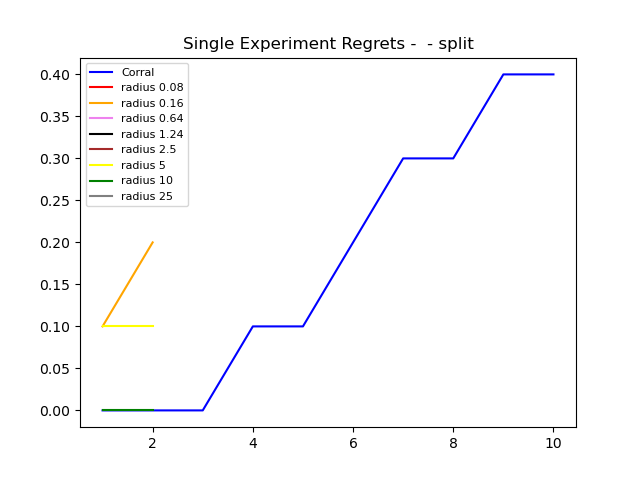 Single Experiment Regrets -  - split
Corral
radius 0.08
radius 0.16
radius 0.64
radius 1.24
radius 2.5
radius 5
radius 10
radius 25
0.40
0.35
0.30
0.25
0.20
0.15
0.10
0.05
0.00
2 4 6 8 10